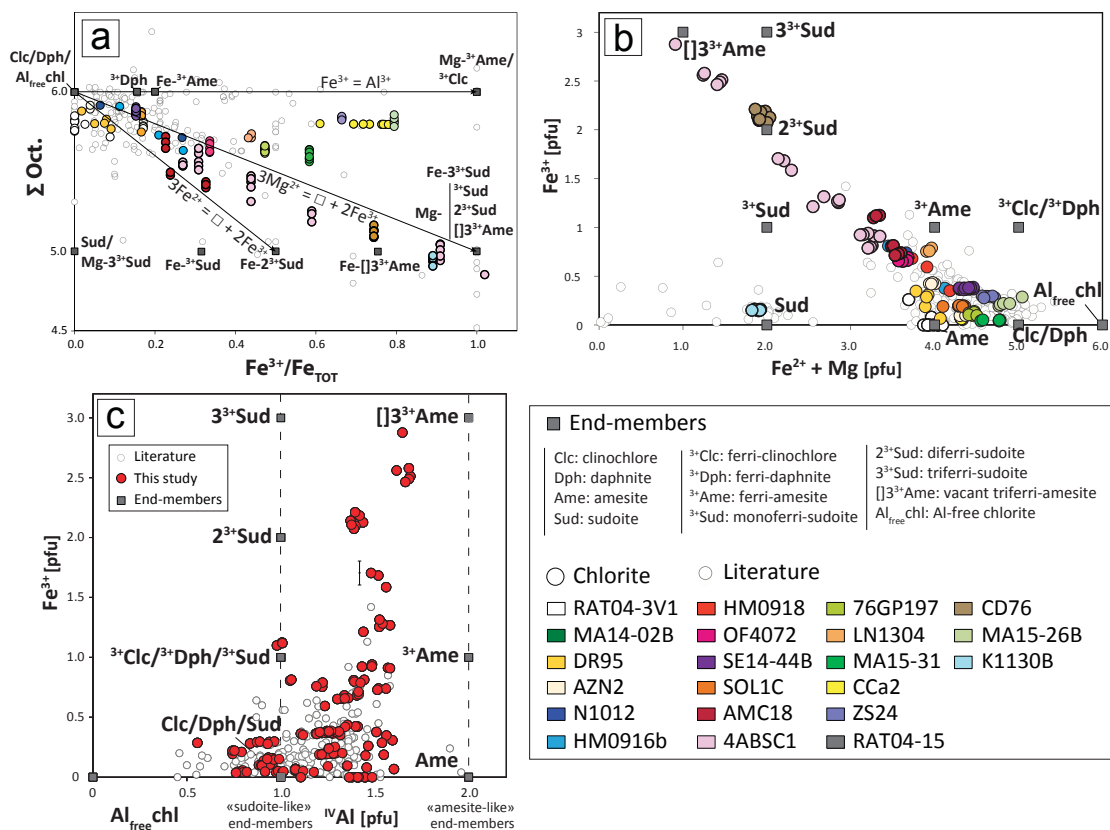 a
Clc/Dph/
Al_free chl
³⁺Dph
Fe-³⁺Ame
Mg-³⁺Ame/
³⁺Clc
Fe³⁺ = Al³⁺
6.0
Σ Oct.
3Mg²⁺ = □ + 2Fe³⁺
3Fe²⁺ = □ + 2Fe³⁺
Fe-3³⁺Sud
Mg-
³⁺Sud
2³⁺Sud
[]3³⁺Ame
5.0
Sud/
Mg-3³⁺Sud
Fe-³⁺Sud
Fe-2³⁺Sud
Fe-[]3³⁺Ame
4.5
0.0 0.2 0.4 0.6 0.8 1.0
Fe³⁺/Fe_TOT
b
3
2
1
0
Fe³⁺ [pfu]
[]3³⁺Ame
3³⁺Sud
2³⁺Sud
³⁺Sud
³⁺Ame
³⁺Clc/³⁺Dph
Sud
Al_free chl
Ame
Clc/Dph
0.0 1.0 2.0 3.0 4.0 5.0 6.0
Fe²⁺ + Mg [pfu]
c
3³⁺Sud
[]3³⁺Ame
Literature
This study
End-members
2³⁺Sud
³⁺Clc/³⁺Dph/³⁺Sud
³⁺Ame
Clc/Dph/Sud
Ame
3.0
2.5
2.0
1.5
1.0
0.5
0
Fe³⁺ [pfu]
0 0.5 1.0 1.5 2.0
Al_free chl
«sudoite-like»
end-members
ᴵⱽAl [pfu]
«amesite-like»
end-members
End-members
Clc: clinochlore
Dph: daphnite
Ame: amesite
Sud: sudoite
³⁺Clc: ferri-clinochlore
³⁺Dph: ferri-daphnite
³⁺Ame: ferri-amesite
³⁺Sud: monoferri-sudoite
2³⁺Sud: diferri-sudoite
3³⁺Sud: triferri-sudoite
[]3³⁺Ame: vacant triferri-amesite
Al_free chl: Al-free chlorite
Chlorite
Literature
RAT04-3V1
MA14-02B
DR95
AZN2
N1012
HM0916b
HM0918
OF4072
SE14-44B
SOL1C
AMC18
4ABSC1
76GP197
LN1304
MA15-31
CCa2
ZS24
RAT04-15
CD76
MA15-26B
K1130B